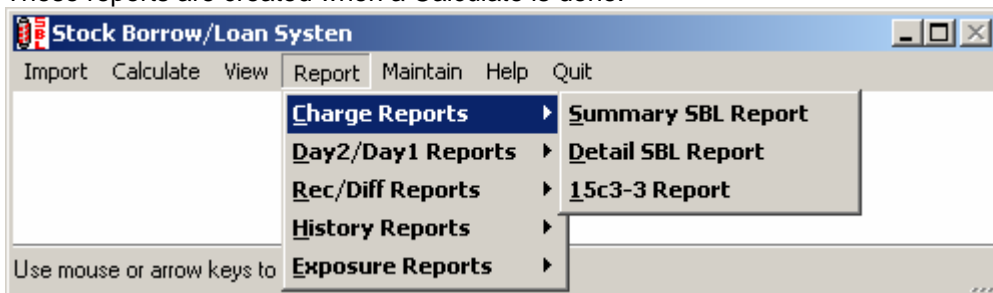 These reports are created when a Calculate is done.
SBL Stock Borrow/Loan Systen
Import Calculate View Report Maintain Help Quit
Charge Reports
Day2/Day1 Reports
Rec/Diff Reports
History Reports
Exposure Reports
Summary SBL Report
Detail SBL Report
15c3-3 Report
Use mouse or arrow keys to